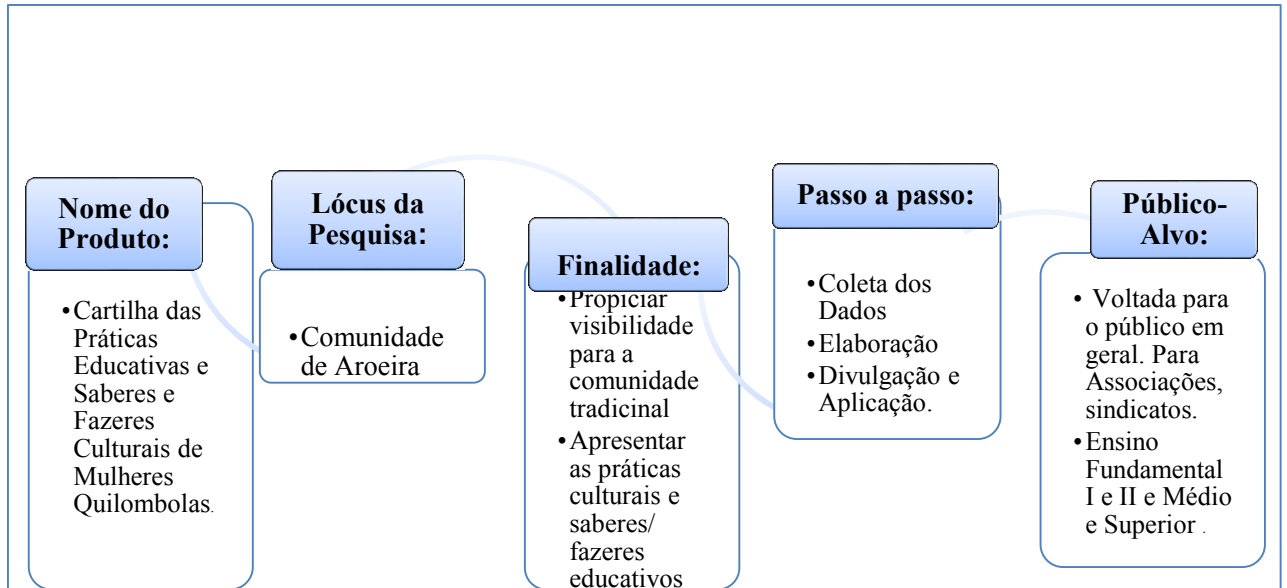 Nome do
Produto:
•Cartilha das
Práticas
Educativas e
Saberes e
Fazeres
Culturais de
Mulheres
Quilombolas.
Lócus da
Pesquisa:
•Comunidade
de Aroeira
Finalidade:
•Propiciar
visibilidade
para a
comunidade
tradicinal
•Apresentar
as práticas
culturais e
saberes/
fazeres
educativos
Passo a passo:
•Coleta dos
Dados
•Elaboração
•Divulgação e
Aplicação.
Público-
Alvo:
• Voltada para
o público em
geral. Para
Associações,
sindicatos.
•Ensino
Fundamental
I e II e Médio
e Superior .